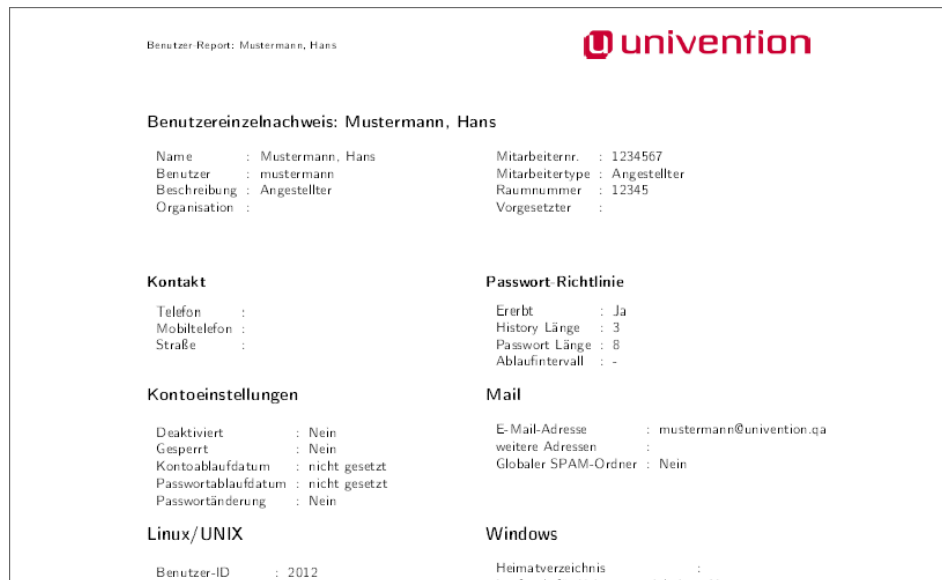 Benutzer-Report: Mustermann, Hans
univention
Benutzereinzelnachweis: Mustermann, Hans
Name : Mustermann, Hans
Benutzer : mustermann
Beschreibung : Angestellter
Organisation :
Mitarbeiternr. : 1234567
Mitarbeitertype : Angestellter
Raumnummer : 12345
Vorgesetzter :
Kontakt
Telefon :
Mobiltelefon :
Straße :
Passwort-Richtlinie
Ererbt : Ja
History Länge : 3
Passwort Länge : 8
Ablaufintervall : -
Kontoeinstellungen
Deaktiviert : Nein
Gesperrt : Nein
Kontoablaufdatum : nicht gesetzt
Passwortablaufdatum : nicht gesetzt
Passwortänderung : Nein
Mail
E-Mail-Adresse : mustermann@univention.qa
weitere Adressen :
Globaler SPAM-Ordner : Nein
Linux/UNIX
Benutzer-ID : 2012
Windows
Heimatverzeichnis :